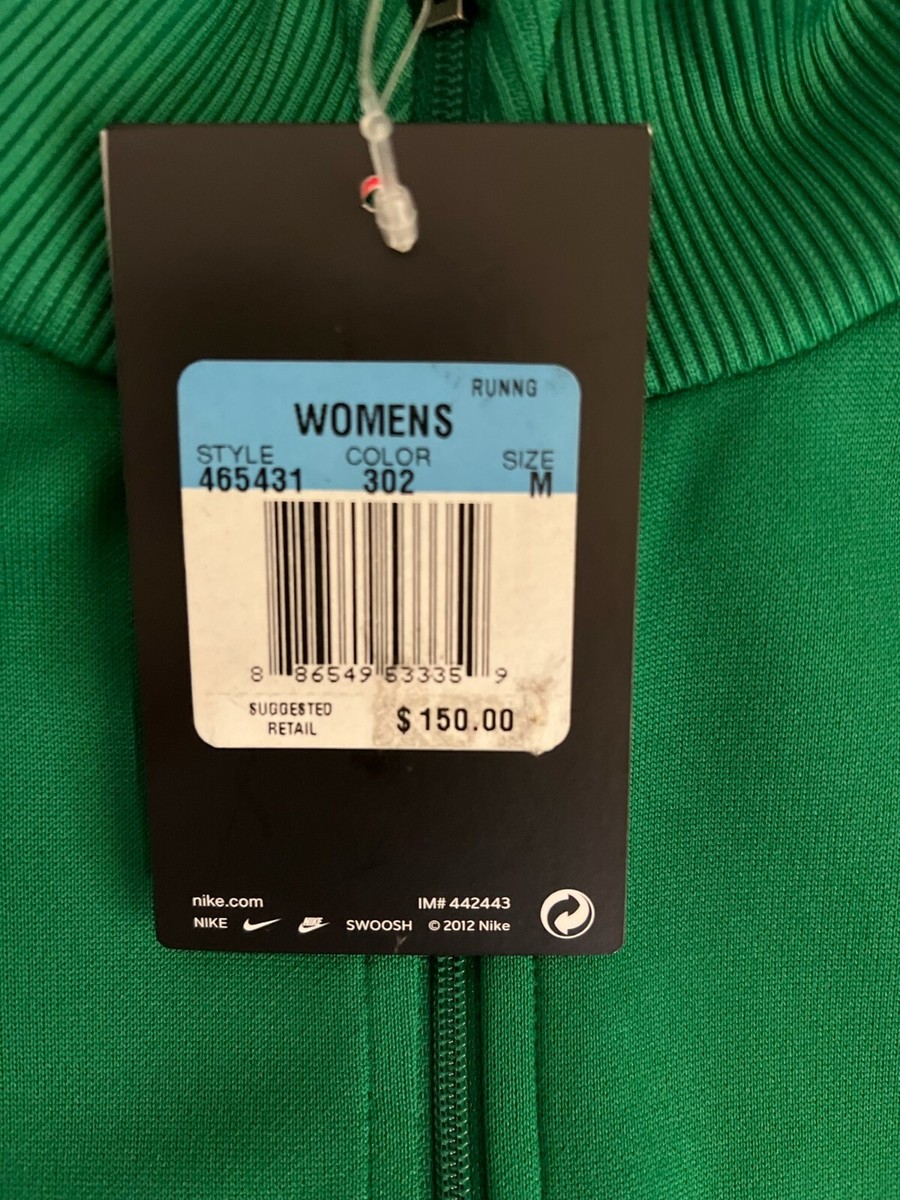 RUNNG
WOMENS
STYLE COLOR SIZE
465431 302 M
8 86549 53335 9
SUGGESTED
RETAIL
$150.00
nike.com IM# 442443
NIKE NIKE SWOOSH © 2012 Nike